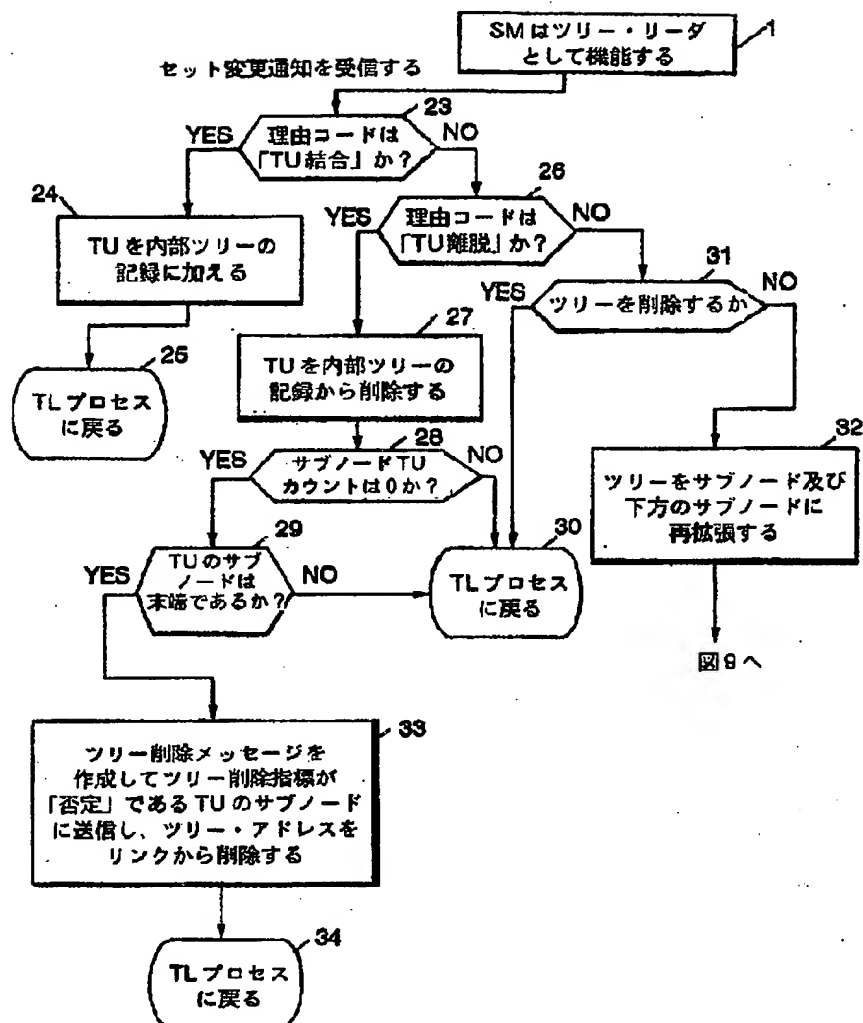 SMはツリー・リーダ
として機能する
1
セット変更通知を受信する
23
YES
理由コードは
「TU結合」か?
NO
24
TUを内部ツリーの
記録に加える
25
TLプロセス
に戻る
26
YES
理由コードは
「TU離脱」か?
NO
27
TUを内部ツリーの
記録から削除する
31
YES
ツリーを削除するか
NO
28
YES
サブノードTU
カウントは0か?
NO
32
ツリーをサブノード及び
下方のサブノードに
再拡張する
29
YES
TUのサブ
ノードは
末端であるか?
NO
30
TLプロセス
に戻る
図9へ
33
ツリー削除メッセージを
作成してツリー削除指標が
「否定」であるTUのサブノード
に送信し、ツリー・アドレスを
リンクから削除する
34
TLプロセス
に戻る